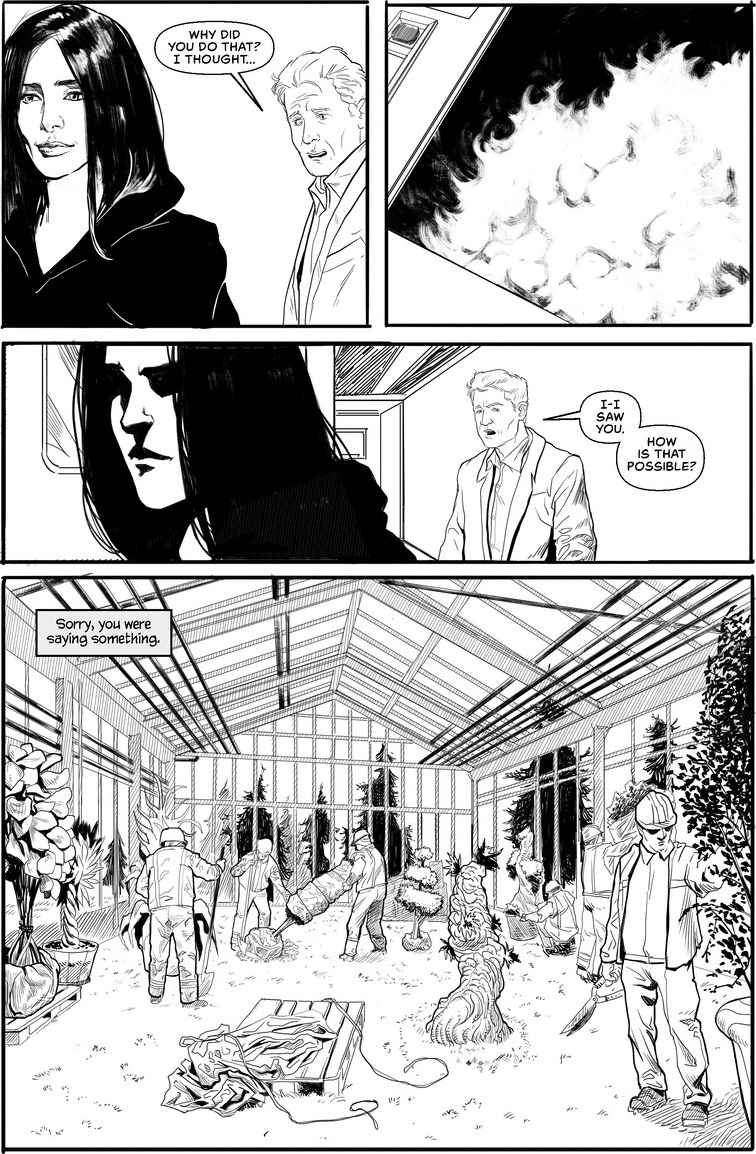 WHY DID
YOU DO THAT?
I THOUGHT...
I-I
SAW
YOU.
HOW
IS THAT
POSSIBLE?
Sorry, you were
saying something.